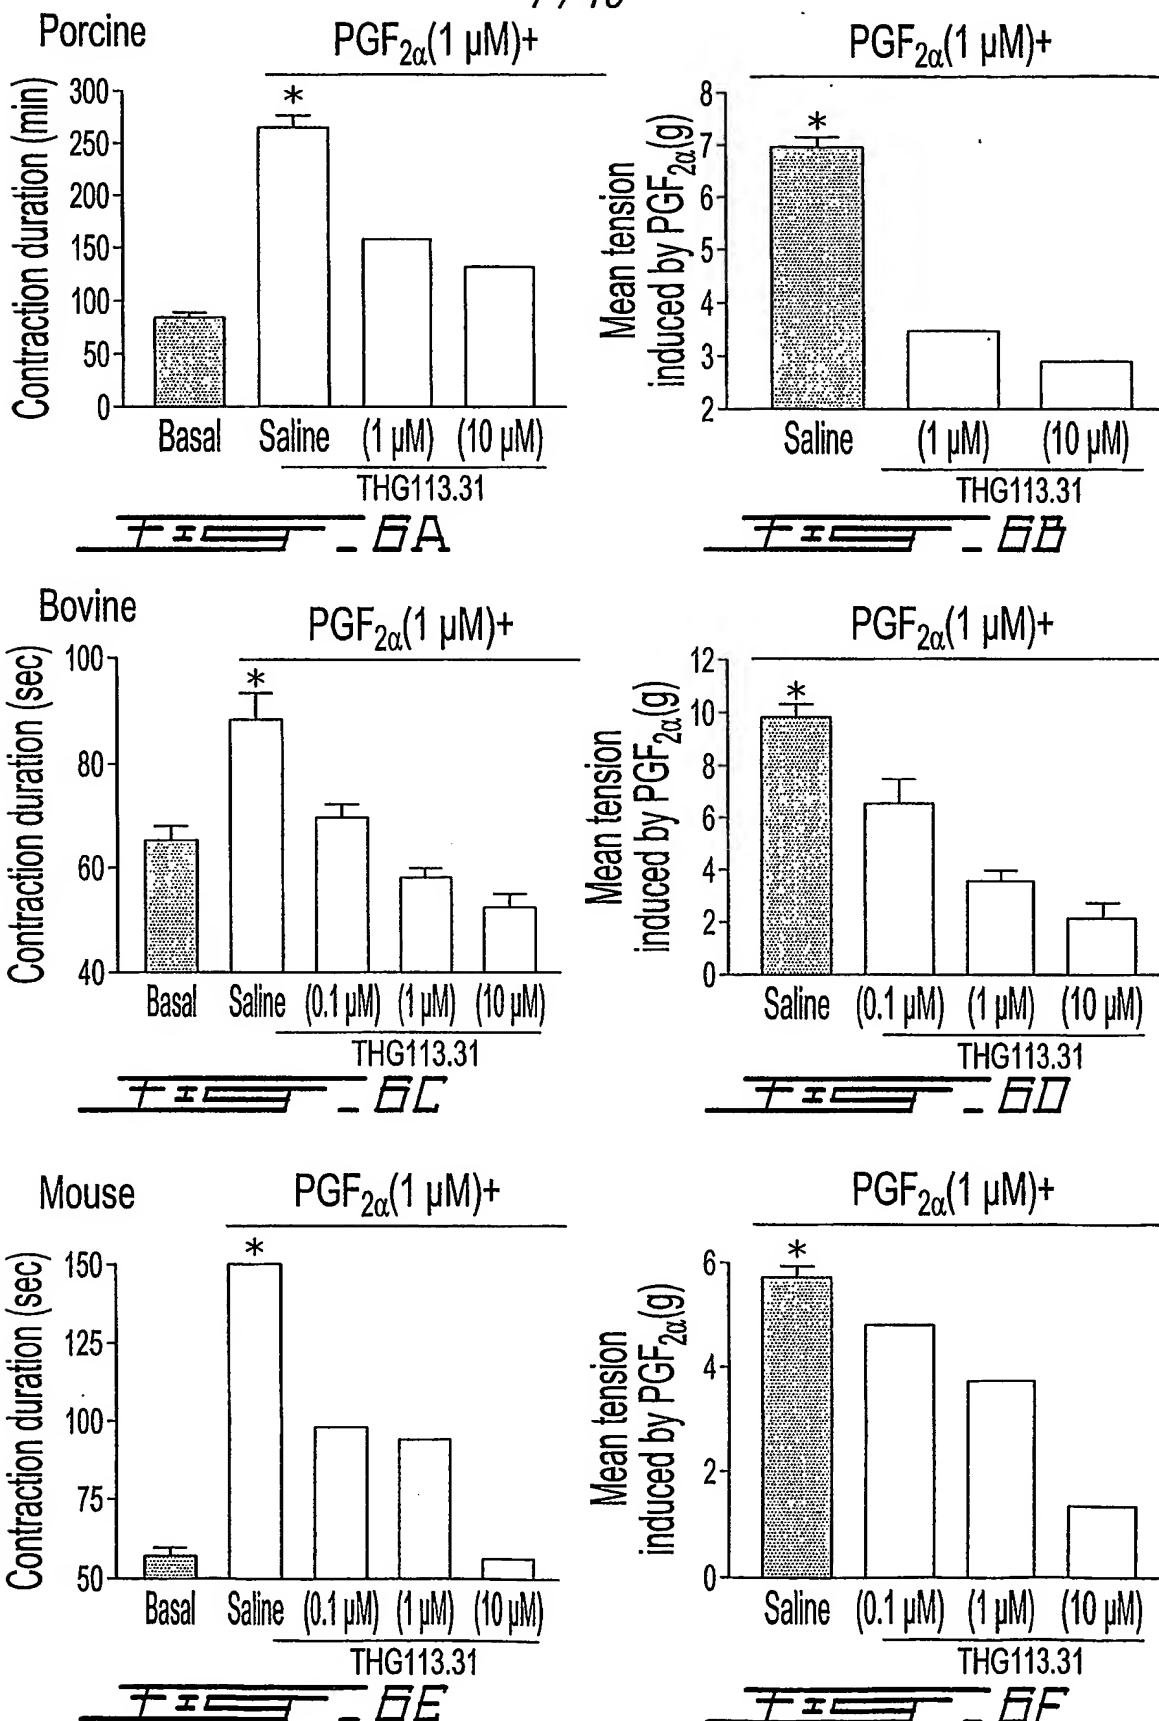 Porcine
PGF2α(1 µM)+
Contraction duration (min)
300
250
200
150
100
50
0
*
Basal
Saline
(1 µM)
(10 µM)
THG113.31
FIG_6A
PGF2α(1 µM)+
Mean tension
induced by PGF2α(g)
8
7
6
5
4
3
2
*
Saline
(1 µM)
(10 µM)
THG113.31
FIG_6B
Bovine
PGF2α(1 µM)+
Contraction duration (sec)
100
80
60
40
*
Basal
Saline
(0.1 µM)
(1 µM)
(10 µM)
THG113.31
FIG_6C
PGF2α(1 µM)+
Mean tension
induced by PGF2α(g)
12
10
8
6
4
2
0
*
Saline
(0.1 µM)
(1 µM)
(10 µM)
THG113.31
FIG_6D
Mouse
PGF2α(1 µM)+
Contraction duration (sec)
150
125
100
75
50
*
Basal
Saline
(0.1 µM)
(1 µM)
(10 µM)
THG113.31
FIG_6E
PGF2α(1 µM)+
Mean tension
induced by PGF2α(g)
6
4
2
0
*
Saline
(0.1 µM)
(1 µM)
(10 µM)
THG113.31
FIG_6F